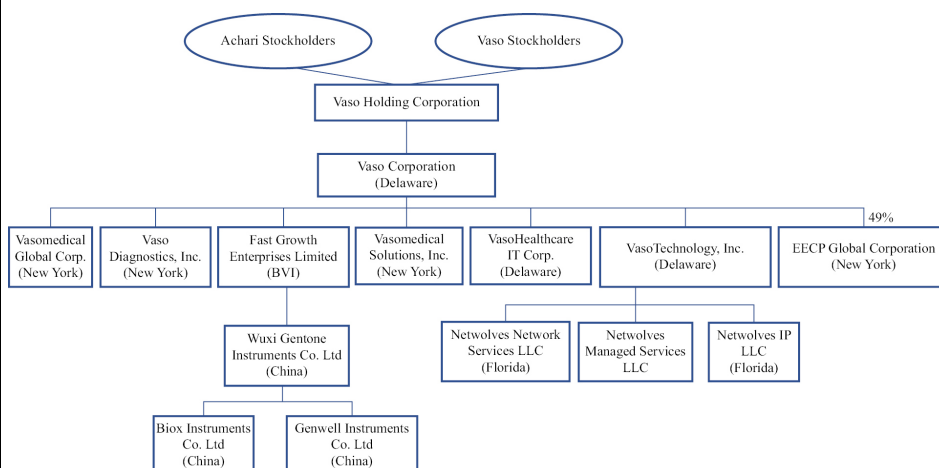 Achari Stockholders
Vaso Stockholders
Vaso Holding Corporation
Vaso Corporation
(Delaware)
49%
Vasomedical
Global Corp.
(New York)
Vaso
Diagnostics, Inc.
(New York)
Fast Growth
Enterprises Limited
(BVI)
Vasomedical
Solutions, Inc.
(New York)
VasoHealthcare
IT Corp.
(Delaware)
VasoTechnology, Inc.
(Delaware)
EECP Global Corporation
(New York)
Wuxi Gentone
Instruments Co. Ltd
(China)
Netwolves Network
Services LLC
(Florida)
Netwolves
Managed Services
LLC
Netwolves IP
LLC
(Florida)
Biox Instruments
Co. Ltd
(China)
Genwell Instruments
Co. Ltd
(China)